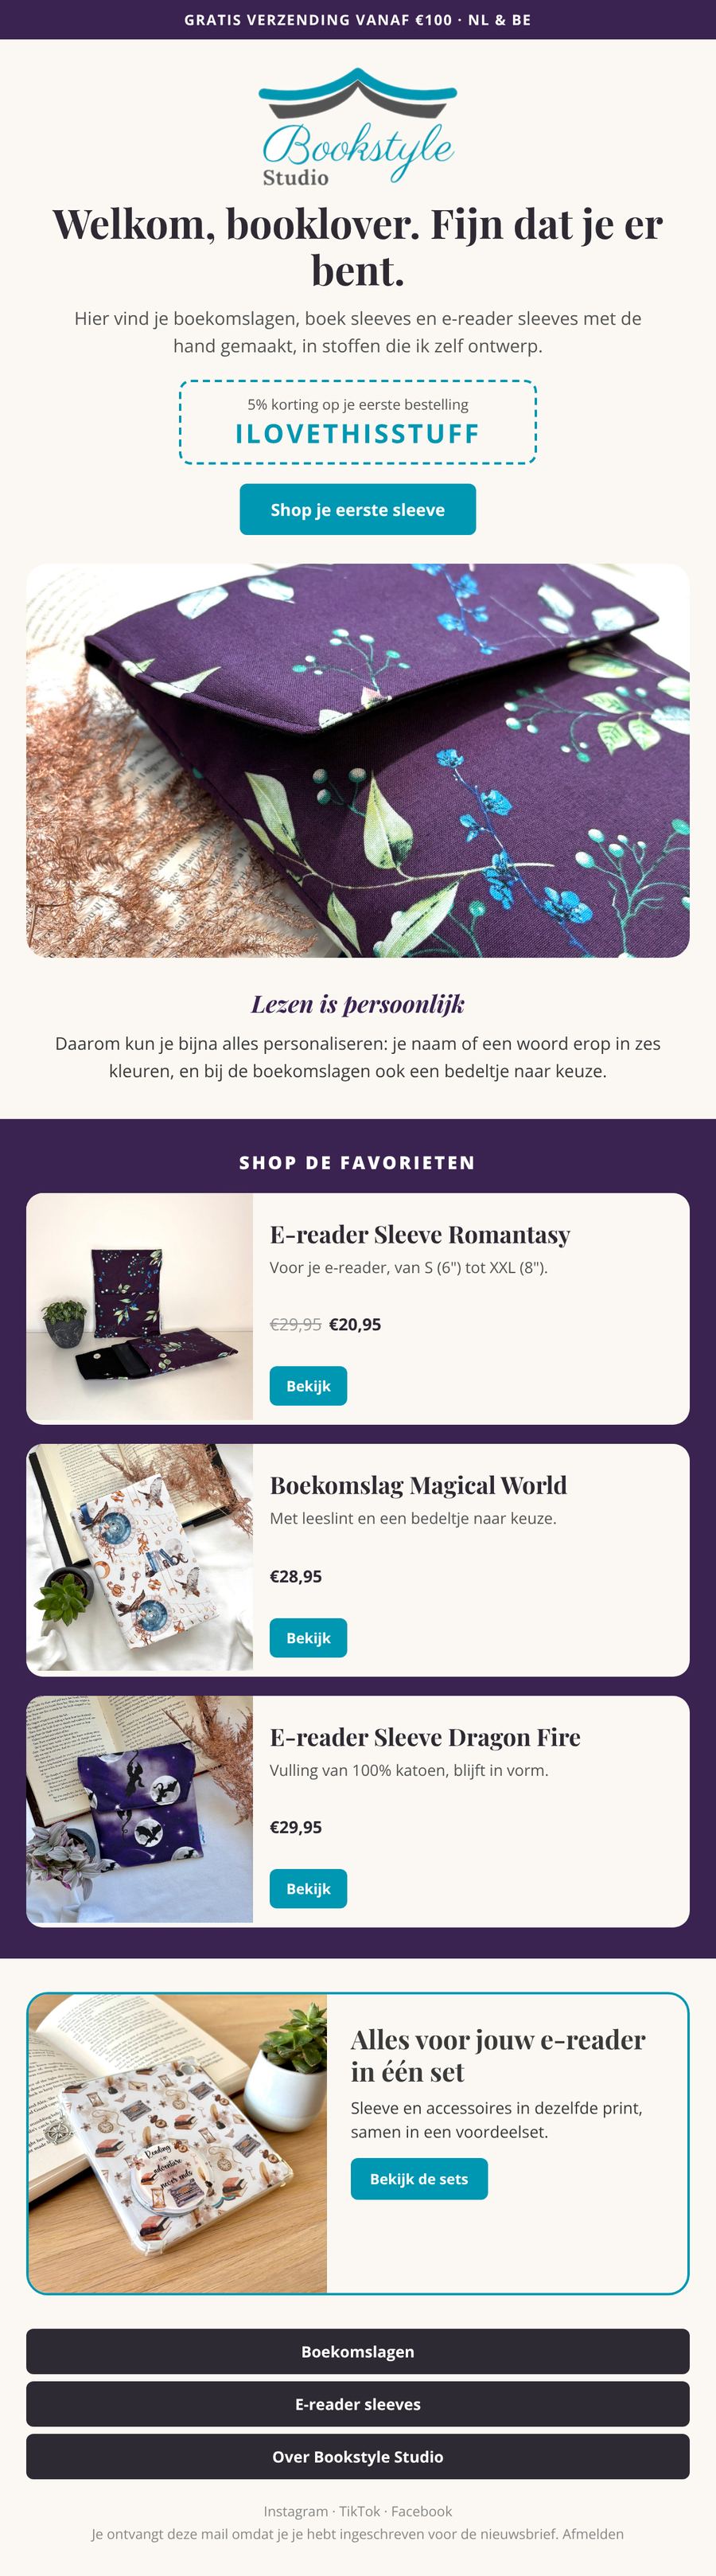 GRATIS VERZENDING VANAF €100 · NL & BE
Bookstyle
Studio
Welkom, booklover. Fijn dat je er
bent.
Hier vind je boekomslagen, boek sleeves en e-reader sleeves met de
hand gemaakt, in stoffen die ik zelf ontwerp.
5% korting op je eerste bestelling
ILOVETHISSTUFF
Shop je eerste sleeve
Lezen is persoonlijk
Daarom kun je bijna alles personaliseren: je naam of een woord erop in zes
kleuren, en bij de boekomslagen ook een bedeltje naar keuze.
SHOP DE FAVORIETEN
E-reader Sleeve Romantasy
Voor je e-reader, van S (6") tot XXL (8").
€29,95 €20,95
Bekijk
Boekomslag Magical World
Met leeslint en een bedeltje naar keuze.
€28,95
Bekijk
E-reader Sleeve Dragon Fire
Vulling van 100% katoen, blijft in vorm.
€29,95
Bekijk
Alles voor jouw e-reader
in één set
Sleeve en accessoires in dezelfde print,
samen in een voordeelset.
Bekijk de sets
Reading
adventure
never ends
Boekomslagen
E-reader sleeves
Over Bookstyle Studio
Instagram · TikTok · Facebook
Je ontvangt deze mail omdat je je hebt ingeschreven voor de nieuwsbrief. Afmelden